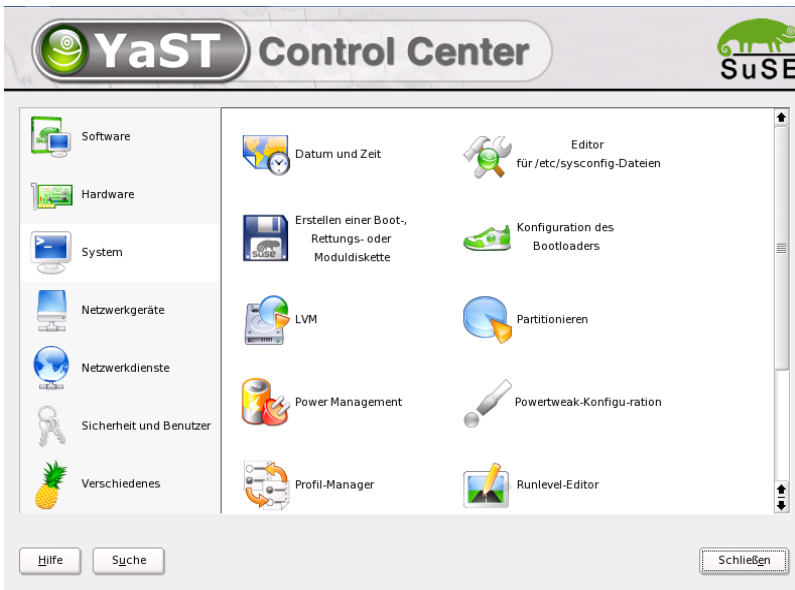 YaST Control Center
SuSE
Software
Hardware
System
Netzwerkgeräte
Netzwerkdienste
Sicherheit und Benutzer
Verschiedenes
Datum und Zeit
Editor
für /etc/sysconfig-Dateien
Erstellen einer Boot-,
Rettungs- oder
Moduldiskette
suse
Konfiguration des
Bootloaders
LVM
Partitionieren
Power Management
Powertweak-Konfigu-ration
Profil-Manager
Runlevel-Editor
Hilfe
Suche
Schließen